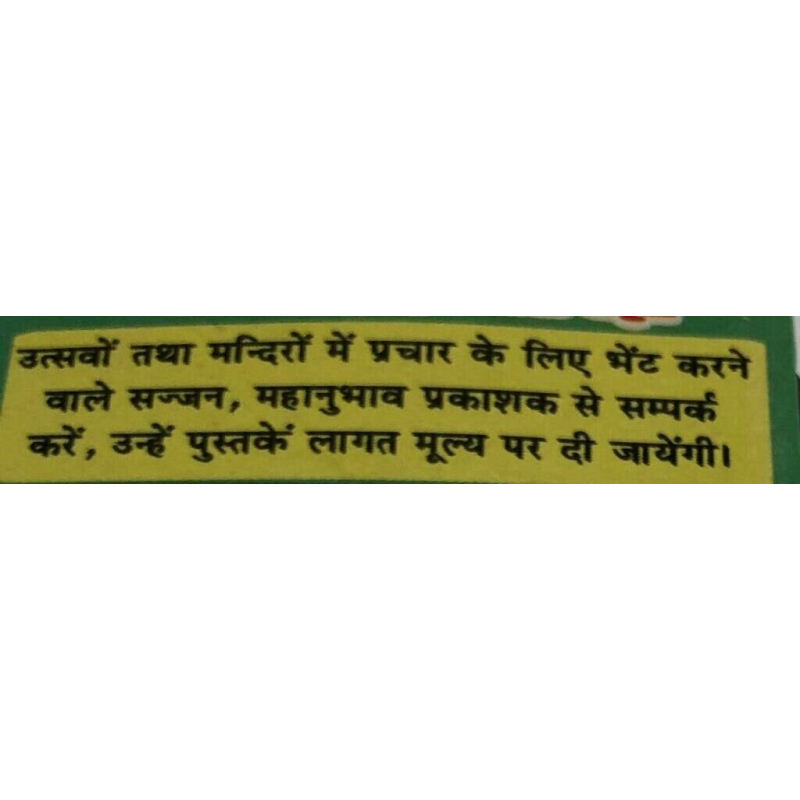 उत्सवों तथा मन्दिरों में प्रचार के लिए भेंट करने
वाले सज्जन, महानुभाव प्रकाशक से सम्पर्क
करें, उन्हें पुस्तकें लागत मूल्य पर दी जायेंगी।